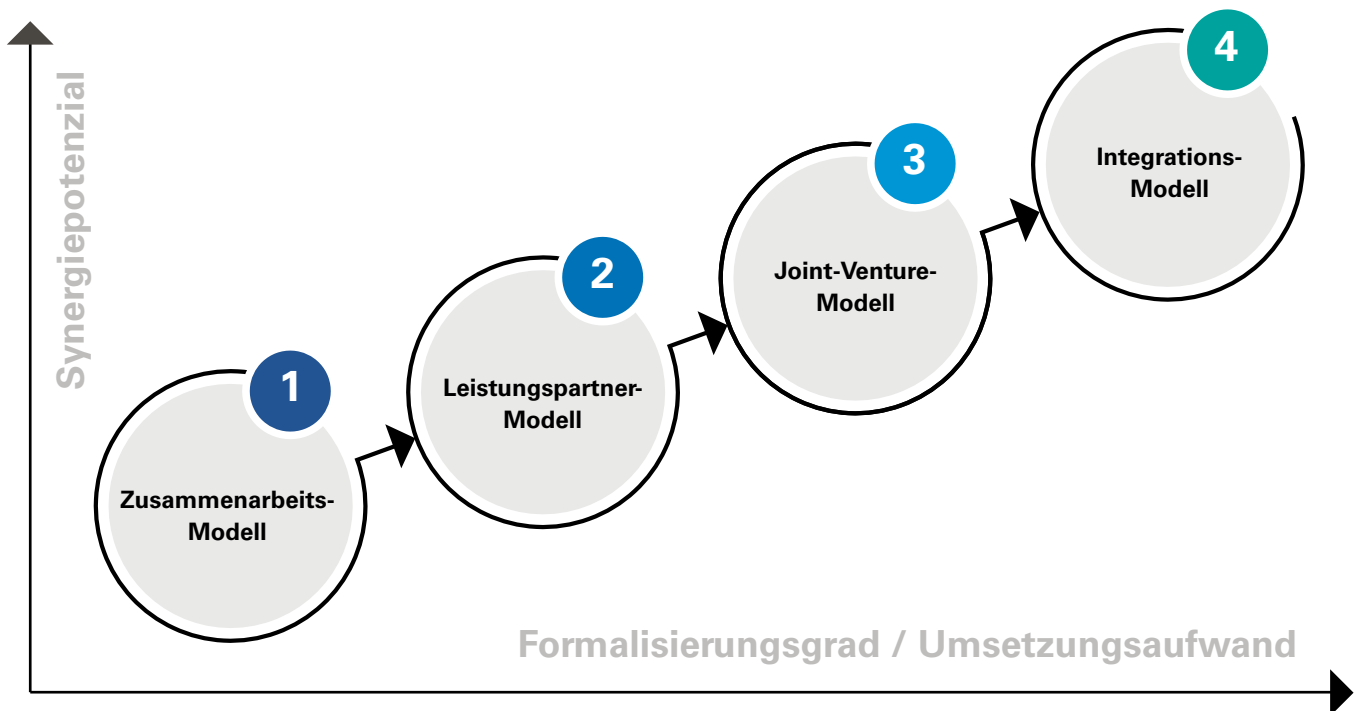 Synergiepotenzial
1
Zusammenarbeits-
Modell
2
Leistungspartner-
Modell
3
Joint-Venture-
Modell
4
Integrations-
Modell
Formalisierungsgrad / Umsetzungsaufwand